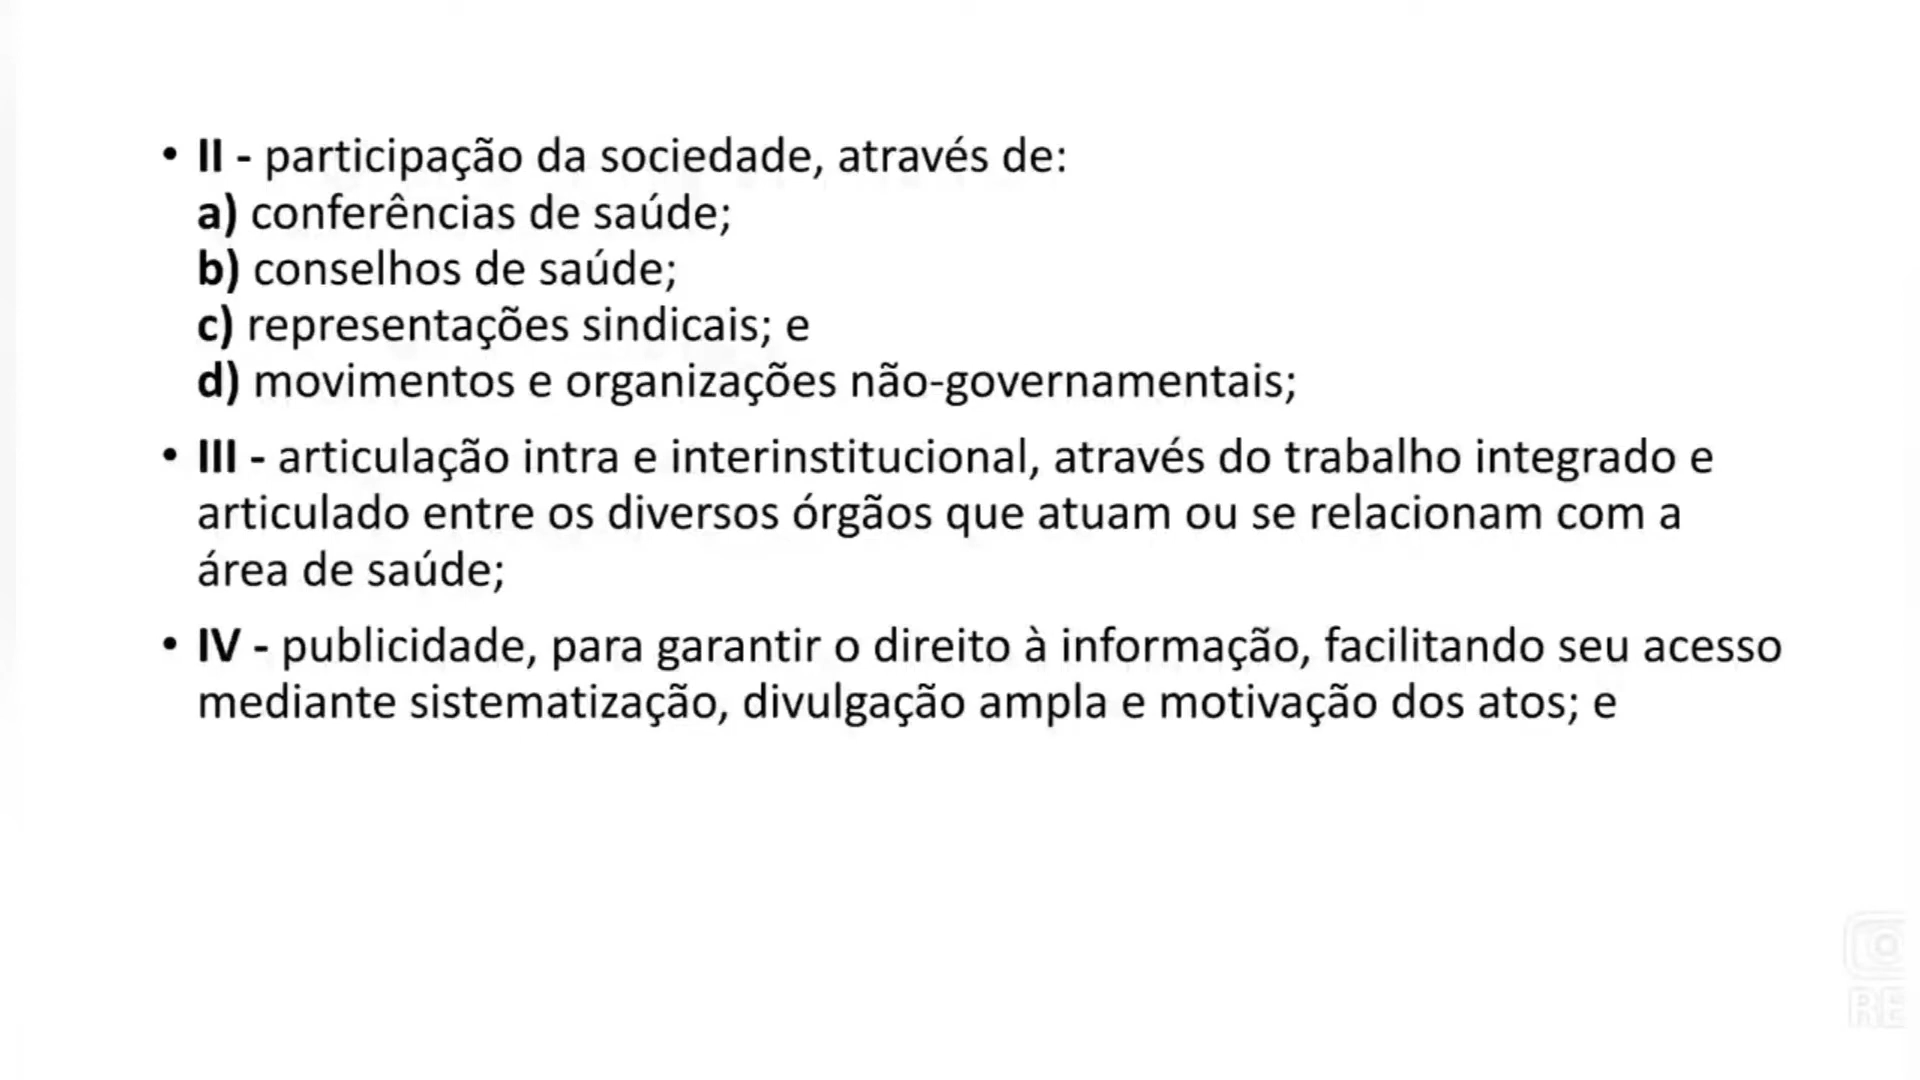 • II - participação da sociedade, através de:
a) conferências de saúde;
b) conselhos de saúde;
c) representações sindicais; e
d) movimentos e organizações não-governamentais;
• III - articulação intra e interinstitucional, através do trabalho integrado e
articulado entre os diversos órgãos que atuam ou se relacionam com a
área de saúde;
• IV - publicidade, para garantir o direito à informação, facilitando seu acesso
mediante sistematização, divulgação ampla e motivação dos atos; e
RE